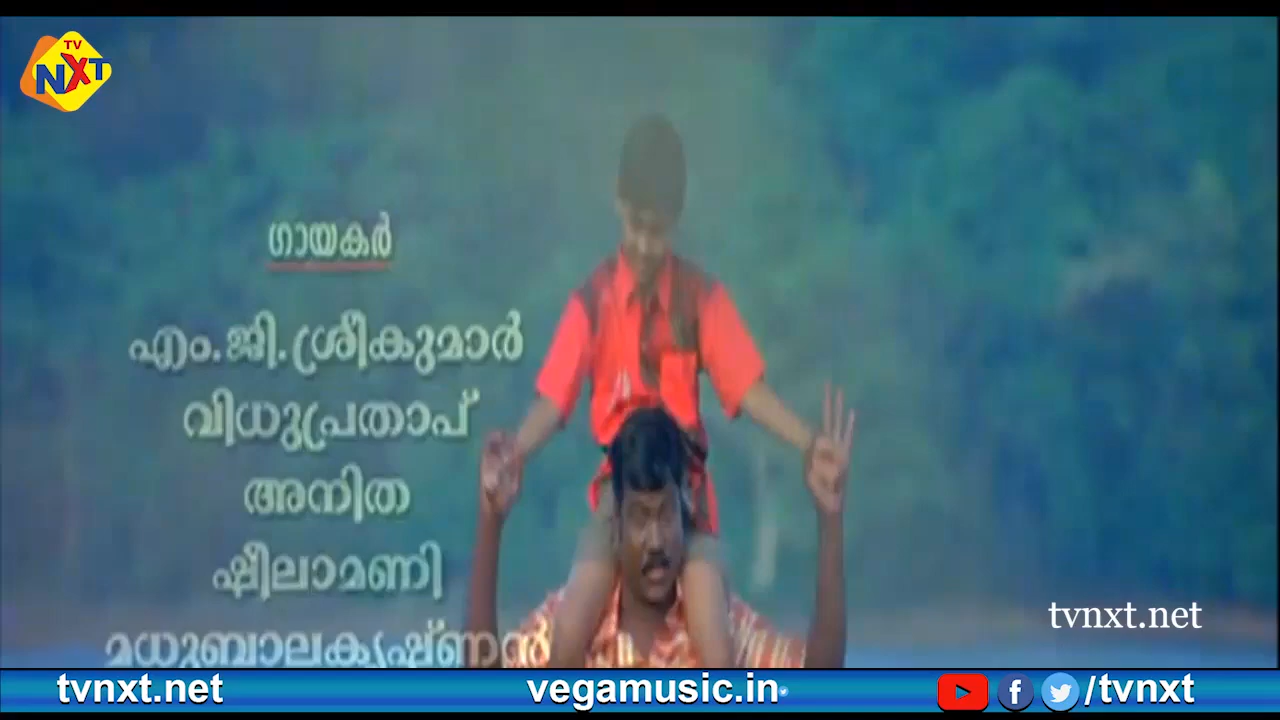 TV
NXT
ഗായകർ
എം.ജി.ശ്രീകുമാർ
വിധുപ്രതാപ്
അനിത
ഷീലാമണി
മധുബാലകൃഷ്ണൻ
tvnxt.net
tvnxt.net vegamusic.in f /tvnxt